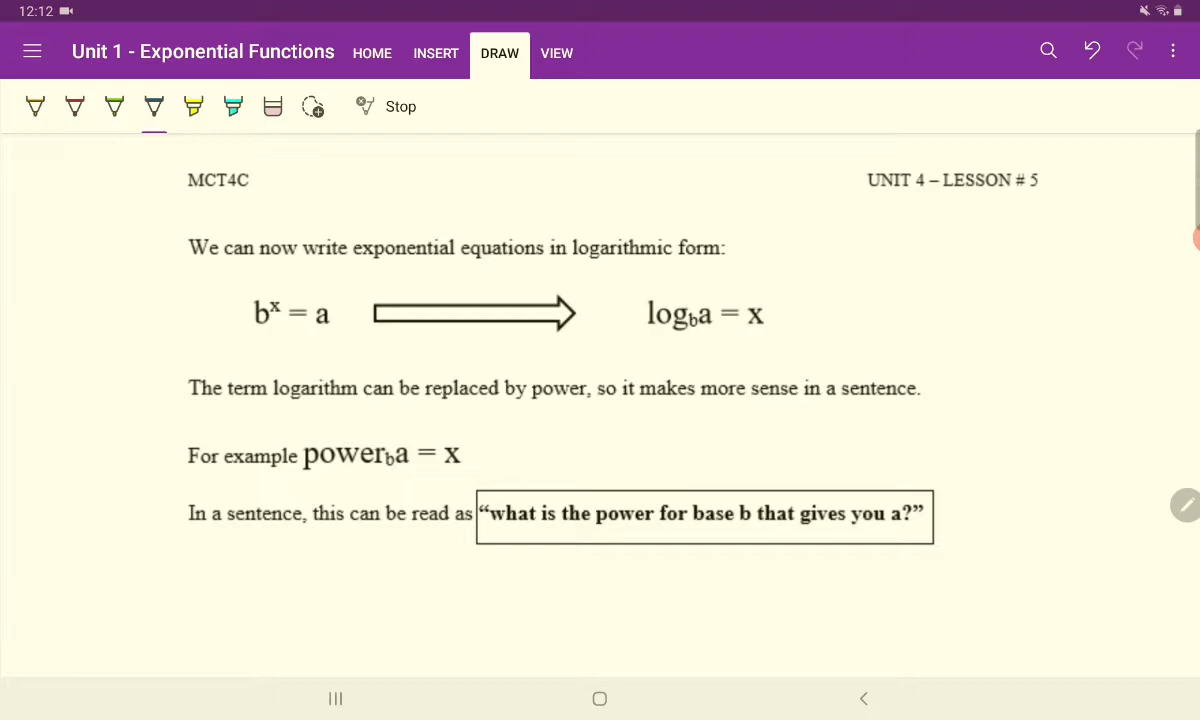 12:12
Unit 1 - Exponential Functions HOME INSERT DRAW VIEW
Stop
MCT4C UNIT 4 – LESSON # 5
We can now write exponential equations in logarithmic form:
bˣ = a log_b a = x
The term logarithm can be replaced by power, so it makes more sense in a sentence.
For example power_b a = x
In a sentence, this can be read as “what is the power for base b that gives you a?”